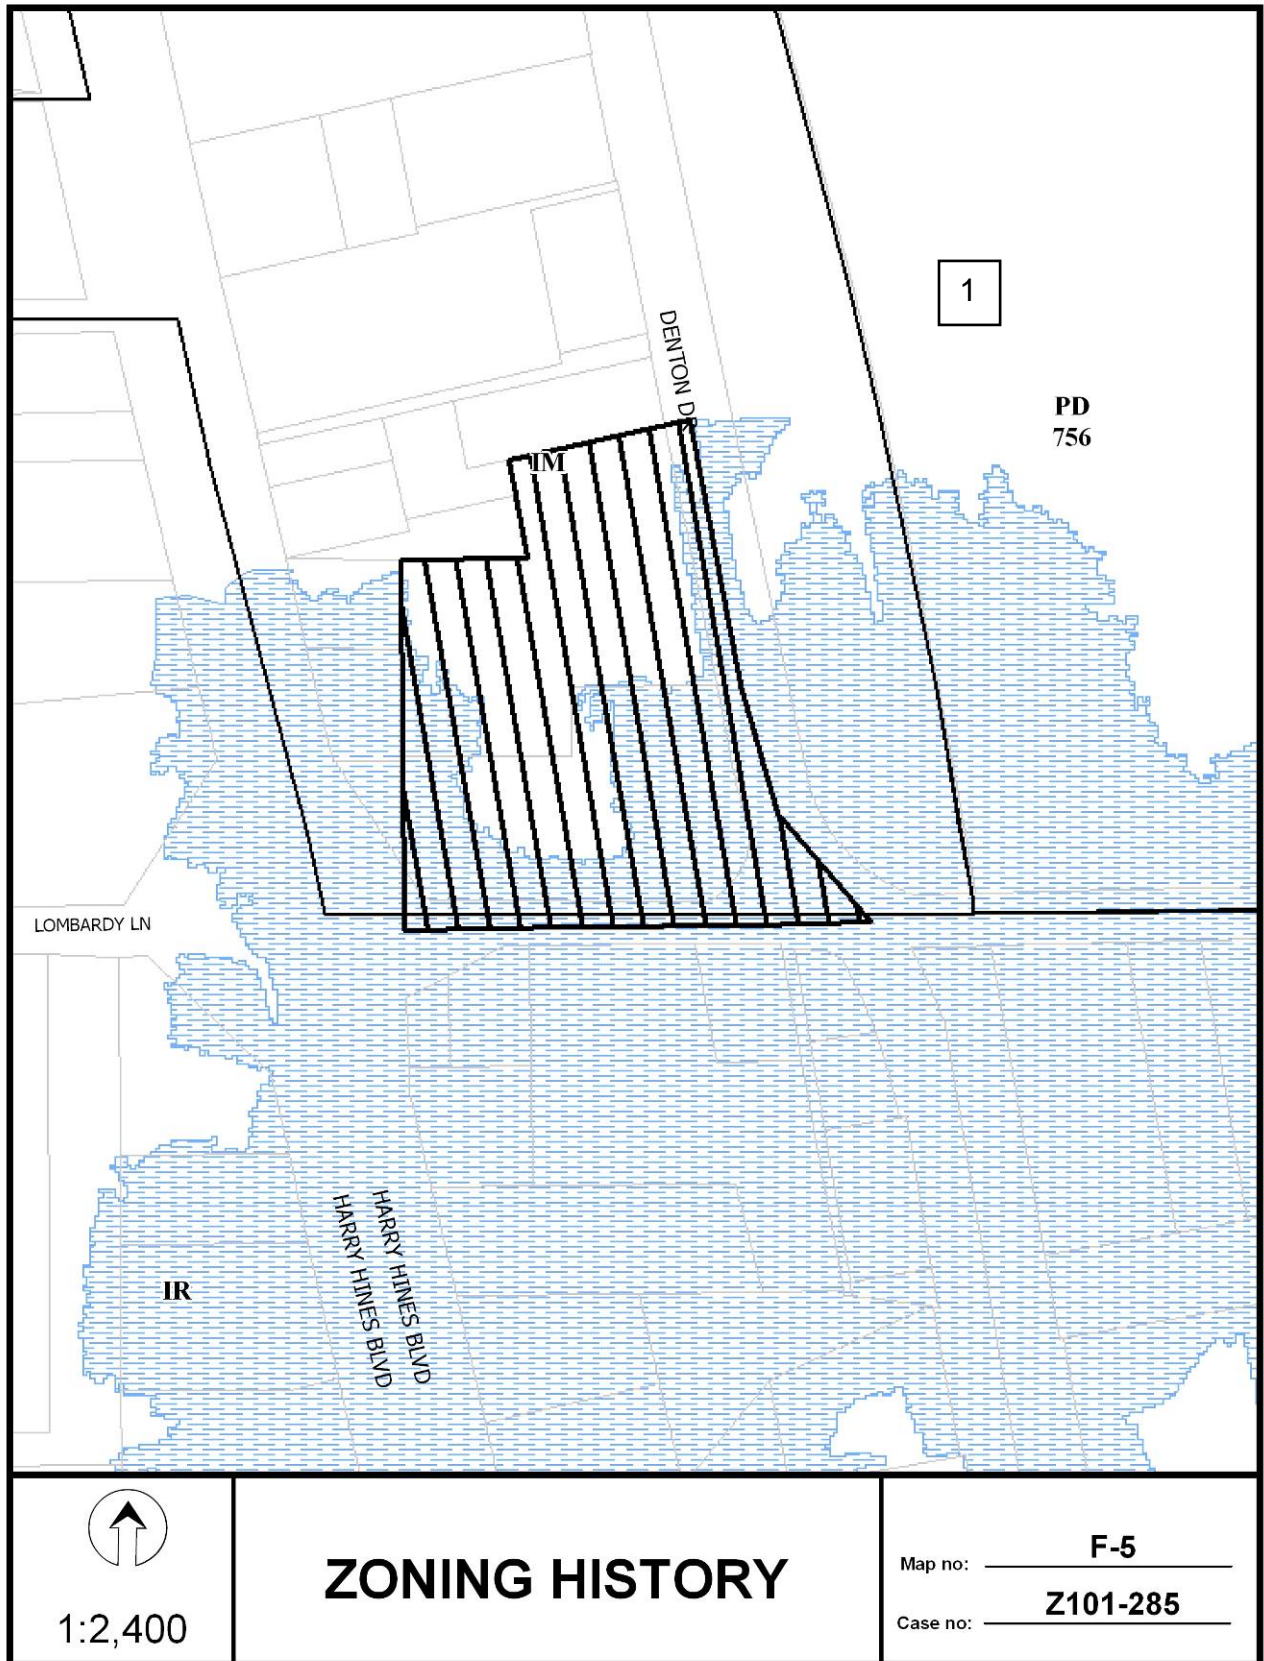 1
DENTON DR
PD
756
IM
LOMBARDY LN
HARRY HINES BLVD
HARRY HINES BLVD
IR
1:2,400
ZONING HISTORY
Map no: F-5
Case no: Z101-285